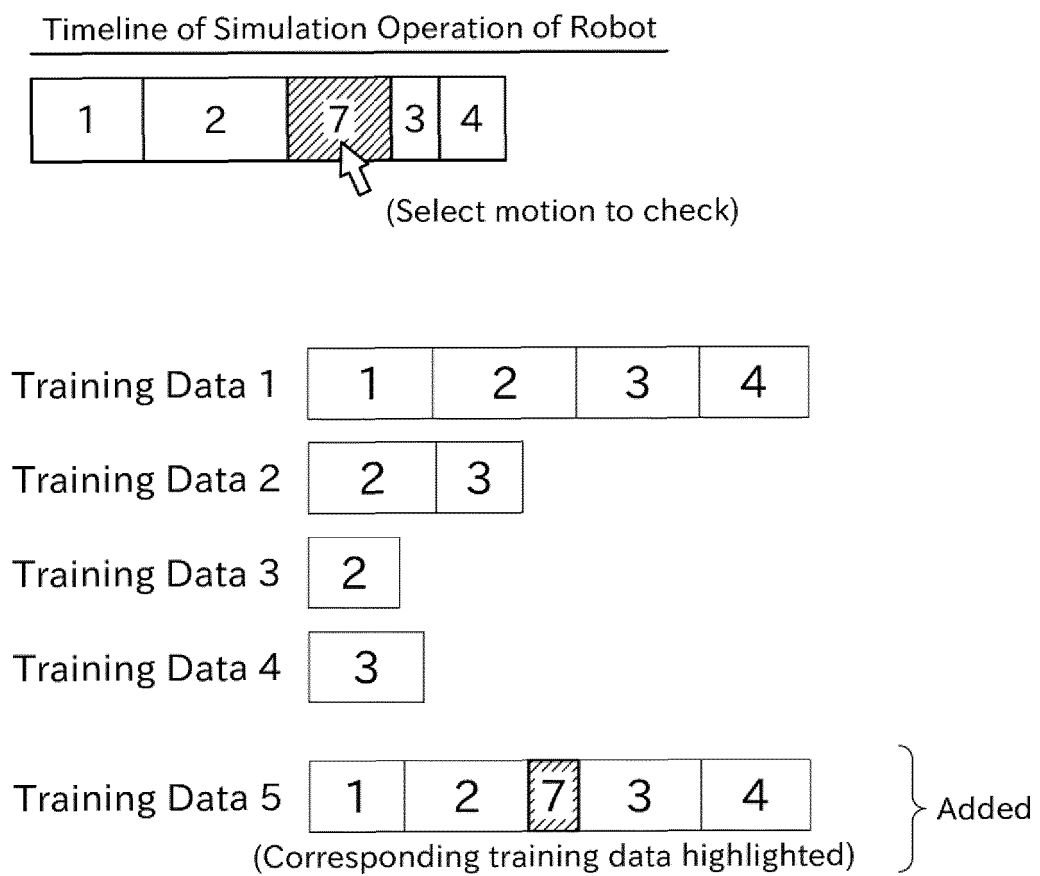 Timeline of Simulation Operation of Robot
1 2 7 3 4
(Select motion to check)
Training Data 1 1 2 3 4
Training Data 2 2 3
Training Data 3 2
Training Data 4 3
Training Data 5 1 2 7 3 4
Added
(Corresponding training data highlighted)